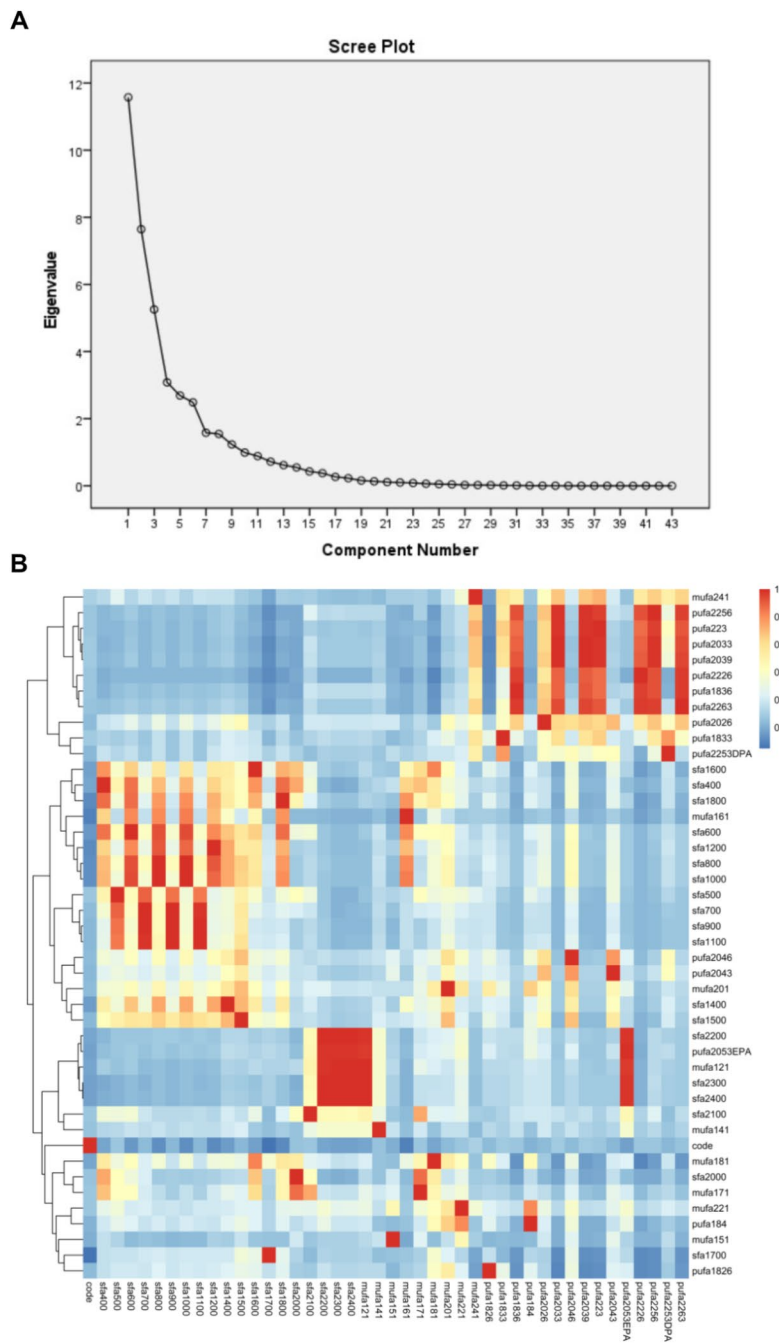 A
Scree Plot
12
10
8
6
4
2
0
Eigenvalue
1 3 5 7 9 11 13 15 17 19 21 23 25 27 29 31 33 35 37 39 41 43
Component Number
B
mufa241
pufa2256
pufa223
pufa2033
pufa2039
pufa2226
pufa1836
pufa2263
pufa2026
pufa1833
pufa2253DPA
sfa1600
sfa400
sfa1800
mufa161
sfa600
sfa1200
sfa800
sfa1000
sfa500
sfa700
sfa900
sfa1100
pufa2046
pufa2043
mufa201
sfa1400
sfa1500
sfa2200
pufa2053EPA
mufa121
sfa2300
sfa2400
sfa2100
mufa141
code
mufa181
sfa2000
mufa171
mufa221
pufa184
mufa151
sfa1700
pufa1826
1
0
0
0
0
code sfa400 sfa500 sfa600 sfa700 sfa800 sfa900 sfa1000 sfa1100 sfa1200 sfa1400 sfa1500 sfa1600 sfa1700 sfa1800 sfa2000 sfa2100 sfa2200 sfa2300 sfa2400 mufa121 mufa141 mufa151 mufa161 mufa171 mufa181 mufa201 mufa221 mufa241 pufa1826 pufa1833 pufa1836 pufa184 pufa2026 pufa2033 pufa2046 pufa2039 pufa223 pufa2043 pufa2053EPA pufa2226 pufa2256 pufa2253DPA pufa2263